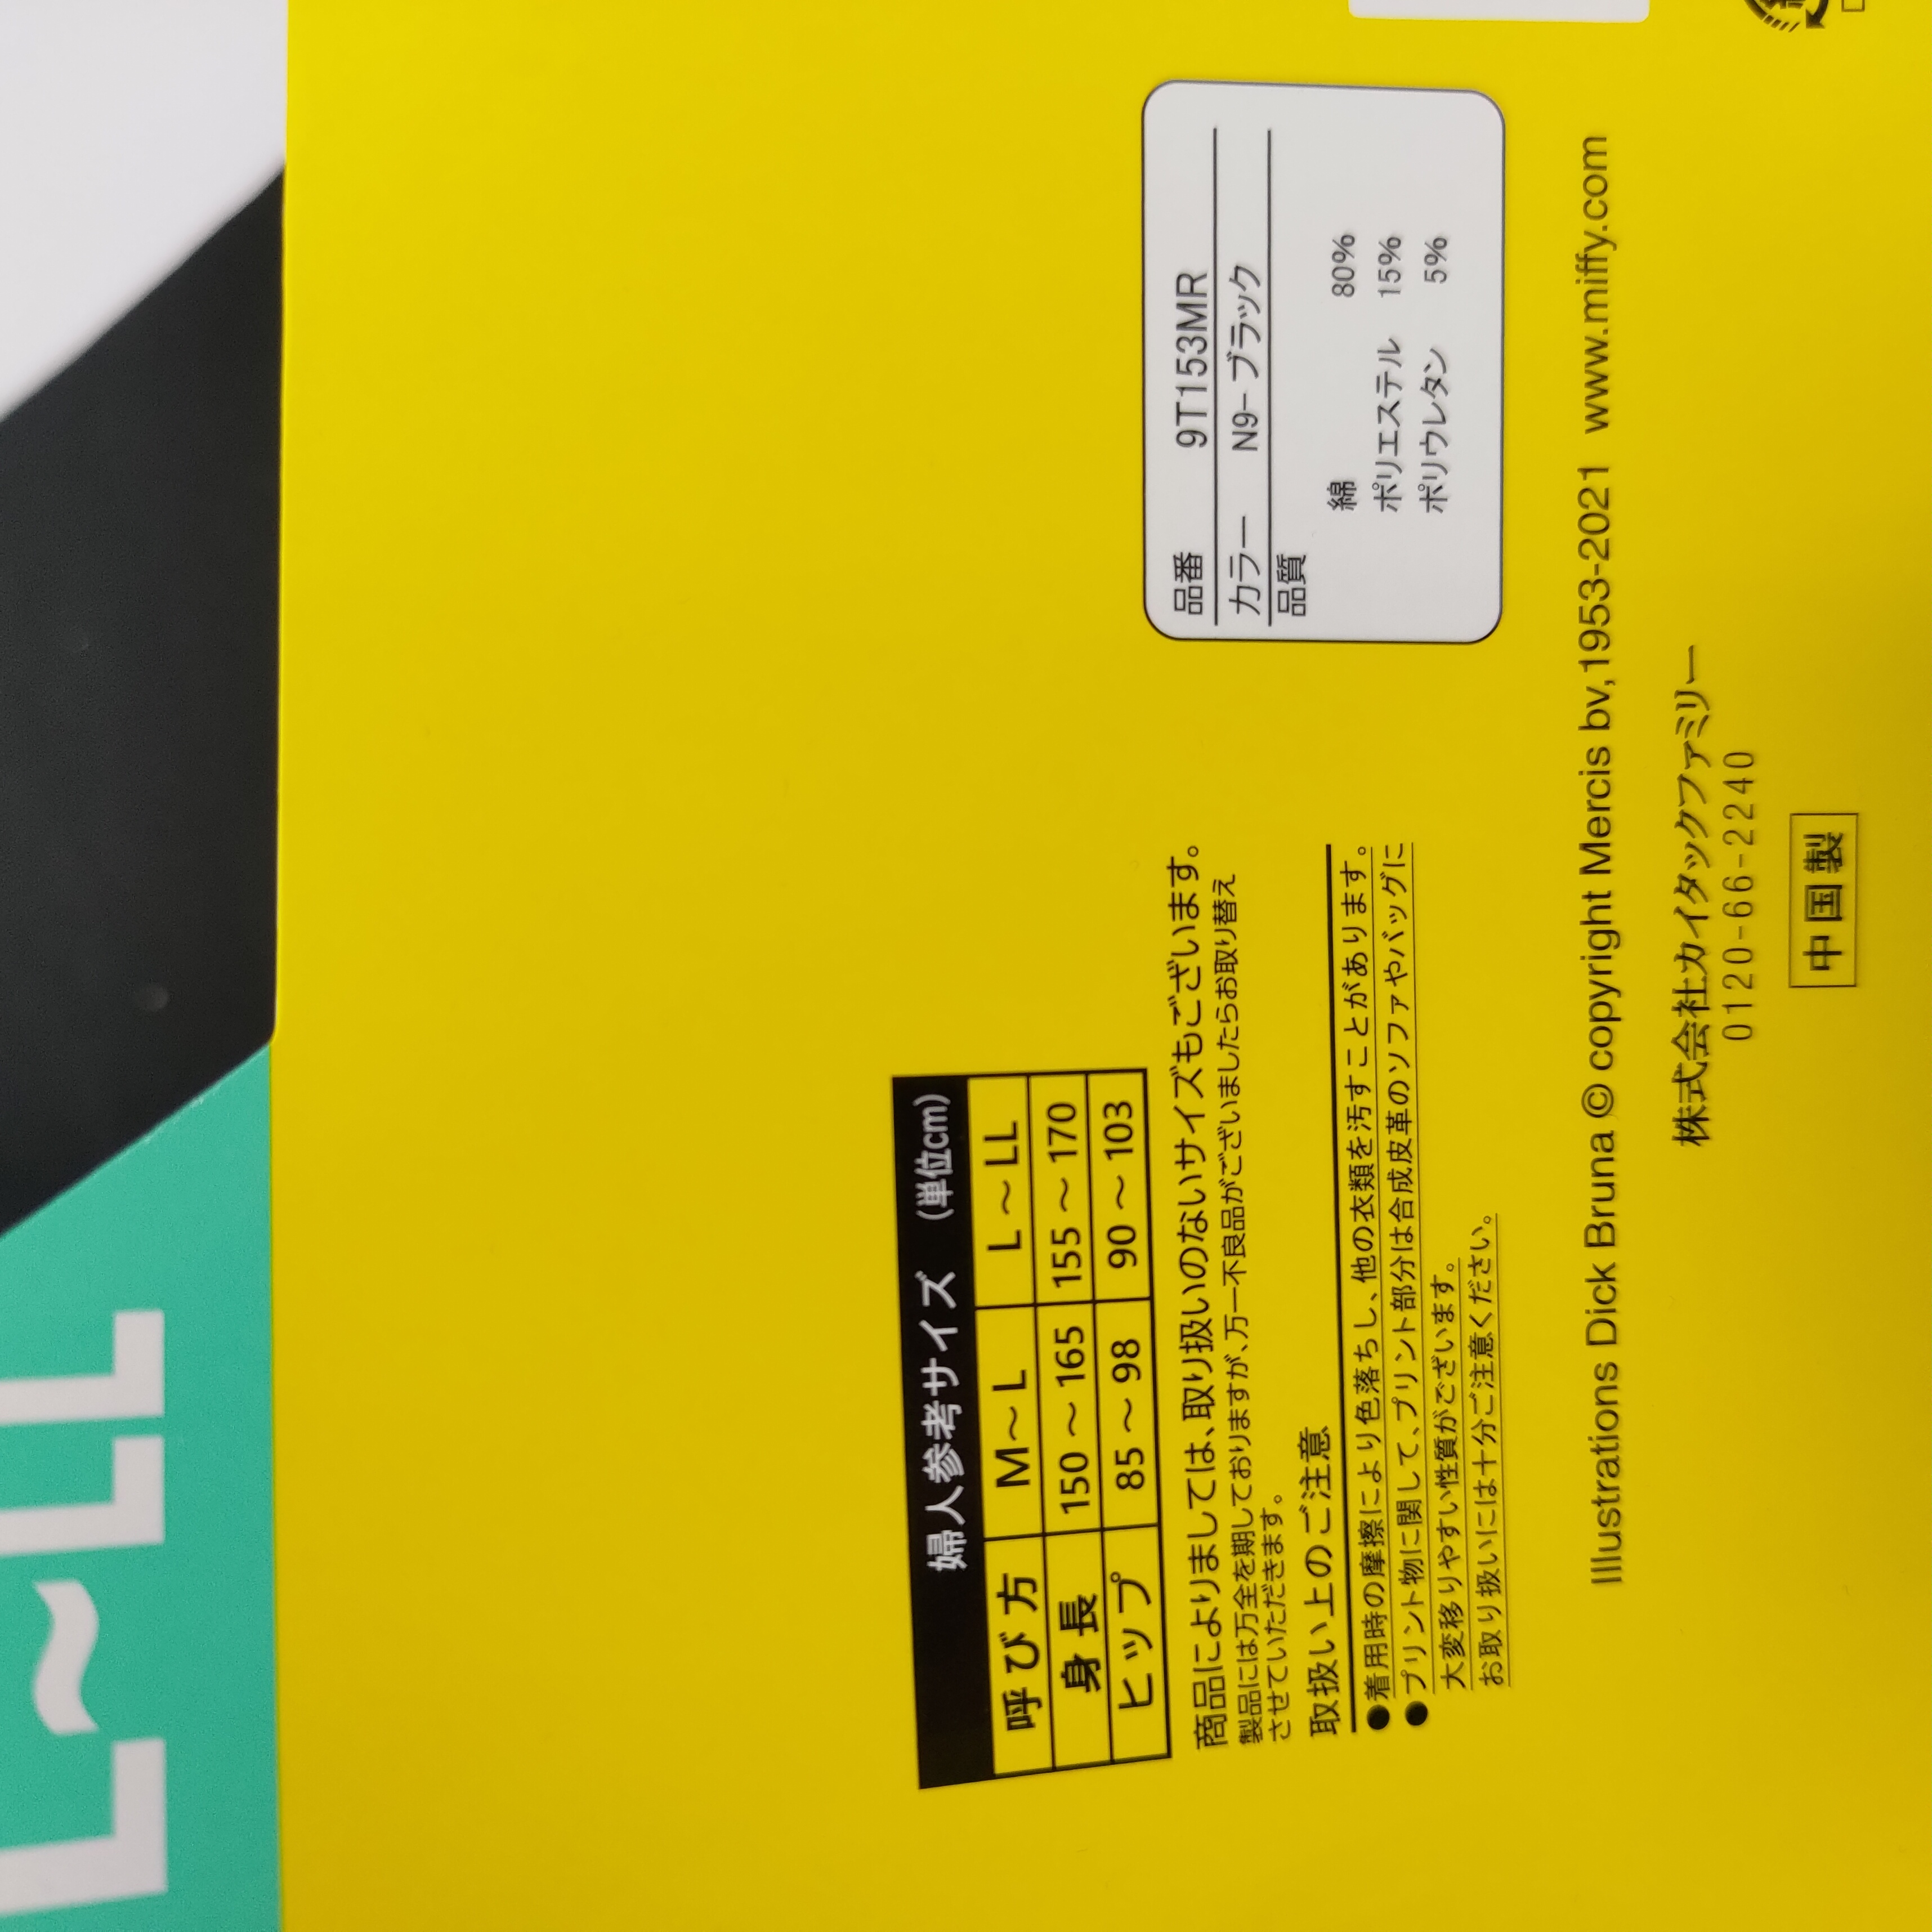 L～LL
婦人参考サイズ (単位cm)
呼び方 M～L L～LL
身長 150～165 155～170
ヒップ 85～98 90～103
商品によりましては、取り扱いのないサイズもございます。
製品には万全を期しておりますが、万一不良品がございましたらお取り替え
させていただきます。
取扱い上のご注意
●着用時の摩擦により色落ちし、他の衣類を汚すことがあります。
●プリント物に関して、プリント部分は合成皮革のソファやバッグに
大変移りやすい性質がございます。
お取り扱いには十分ご注意ください。
品番 9T153MR
カラー N9-ブラック
品質
綿 80%
ポリエステル 15%
ポリウレタン 5%
Illustrations Dick Bruna © copyright Mercis bv,1953-2021 www.miffy.com
株式会社カイタックファミリー
0120-66-2240
中国製